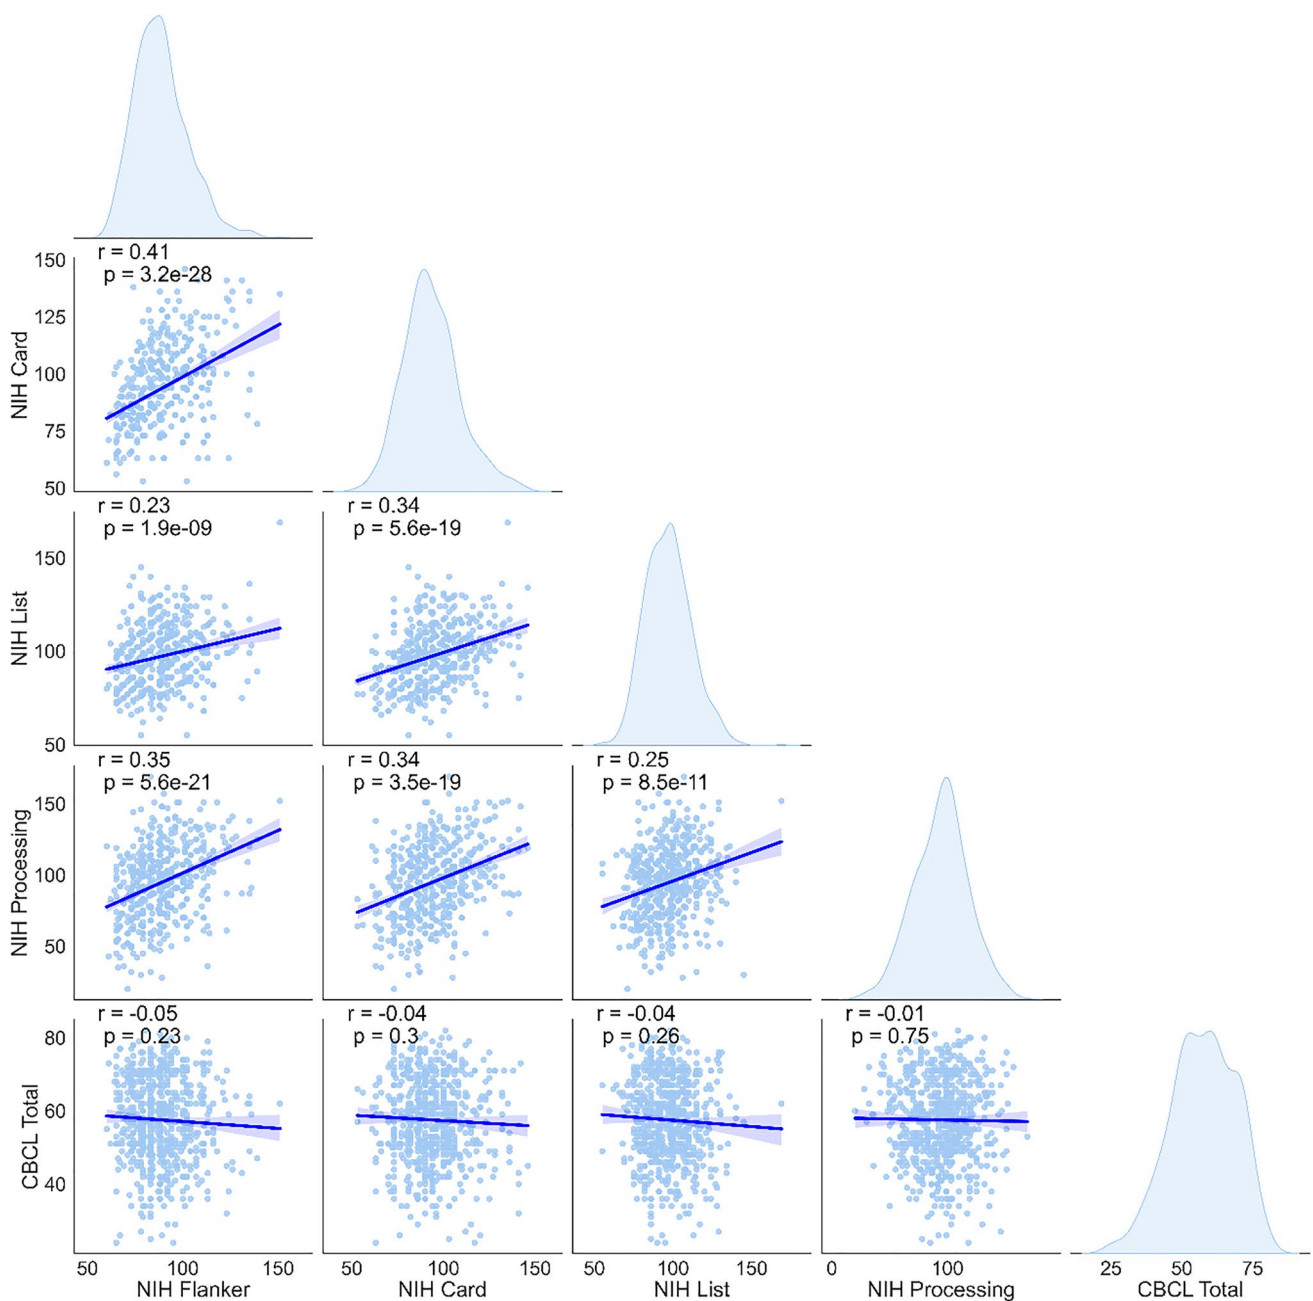 r = 0.41
p = 3.2e-28
150
125
100
75
50
NIH Card
r = 0.23
p = 1.9e-09
r = 0.34
p = 5.6e-19
150
100
50
NIH List
r = 0.35
p = 5.6e-21
r = 0.34
p = 3.5e-19
r = 0.25
p = 8.5e-11
150
100
50
NIH Processing
r = -0.05
p = 0.23
r = -0.04
p = 0.3
r = -0.04
p = 0.26
r = -0.01
p = 0.75
80
60
40
CBCL Total
50 100 150
50 100 150
50 100 150
0 100
25 50 75
NIH Flanker
NIH Card
NIH List
NIH Processing
CBCL Total